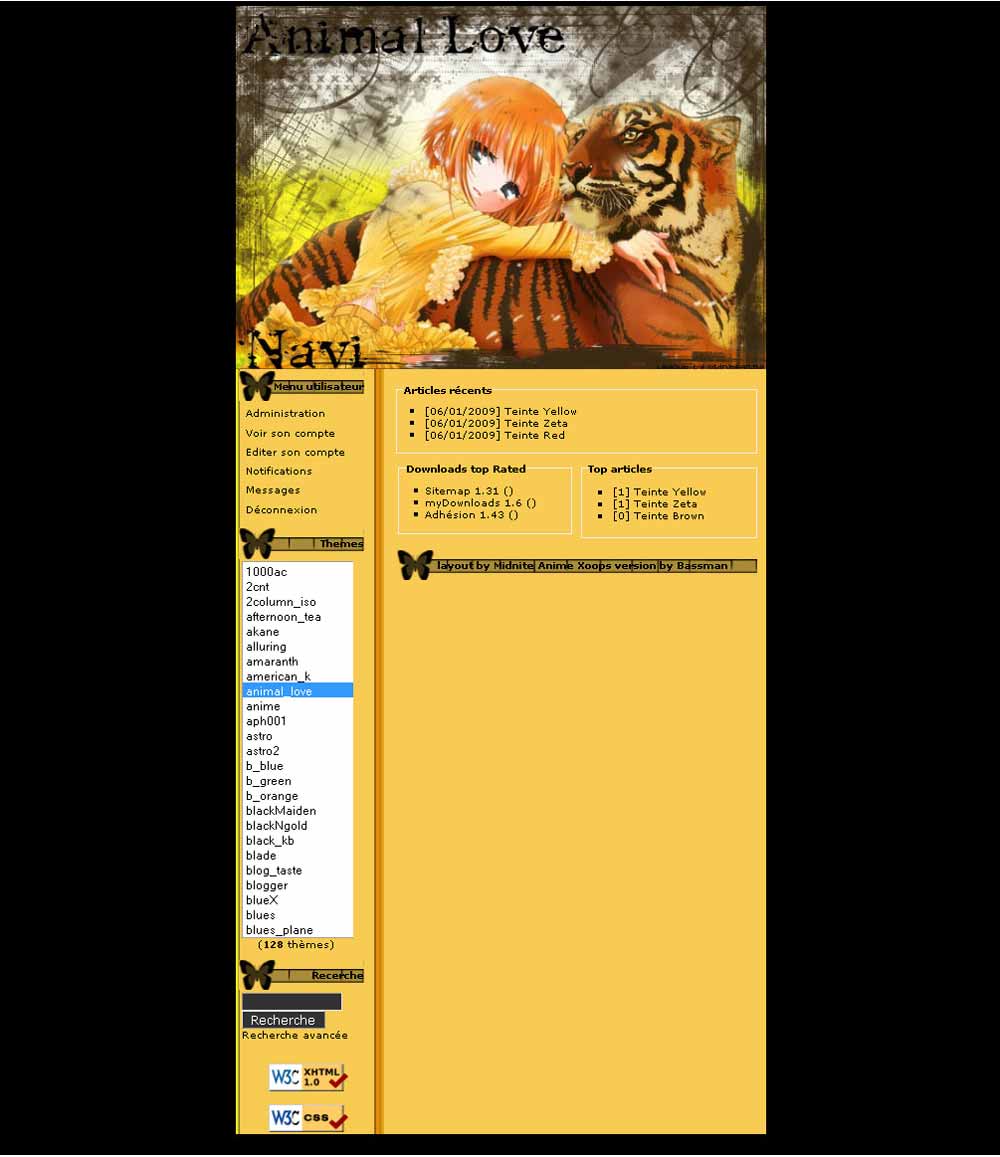 Animal Love
Navi
Menu utilisateur
Administration
Voir son compte
Editer son compte
Notifications
Messages
Déconnexion
Themes
1000ac
2cnt
2column_iso
afternoon_tea
akane
alluring
amaranth
american_k
animal_love
anime
aph001
astro
astro2
b_blue
b_green
b_orange
blackMaiden
blackNgold
black_kb
blade
blog_taste
blogger
blueX
blues
blues_plane
(128 thèmes)
Recerche
Recherche
Recherche avancée
W3C XHTML 1.0
W3C css
Articles récents
[06/01/2009] Teinte Yellow
[06/01/2009] Teinte Zeta
[06/01/2009] Teinte Red
Downloads top Rated
Sitemap 1.31 ()
myDownloads 1.6 ()
Adhésion 1.43 ()
Top articles
[1] Teinte Yellow
[1] Teinte Zeta
[0] Teinte Brown
layout by Midnite Anime Xoops version by Bassman